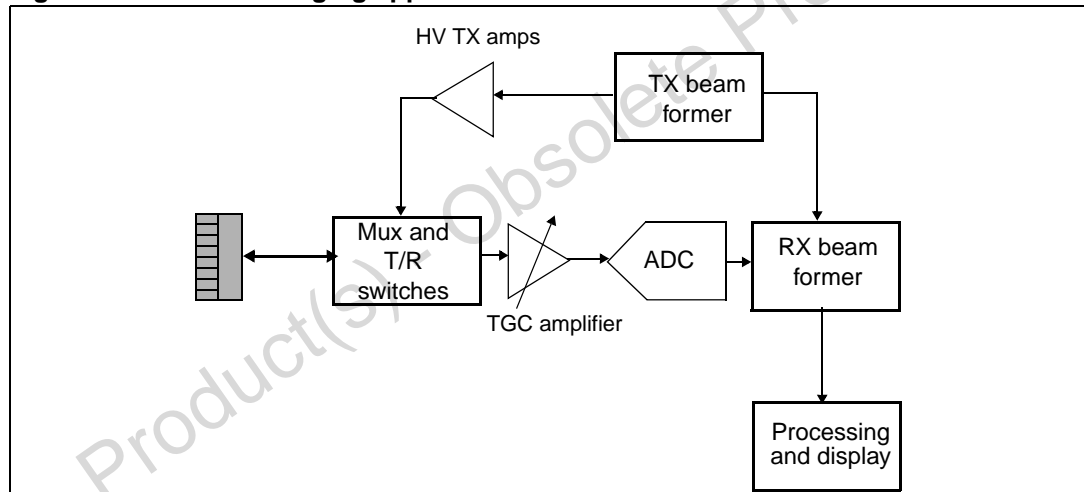 HV TX amps
TX beam
former
Mux and
T/R
switches
ADC
RX beam
former
TGC amplifier
Processing
and display
Product(s) - Obsolete Pr